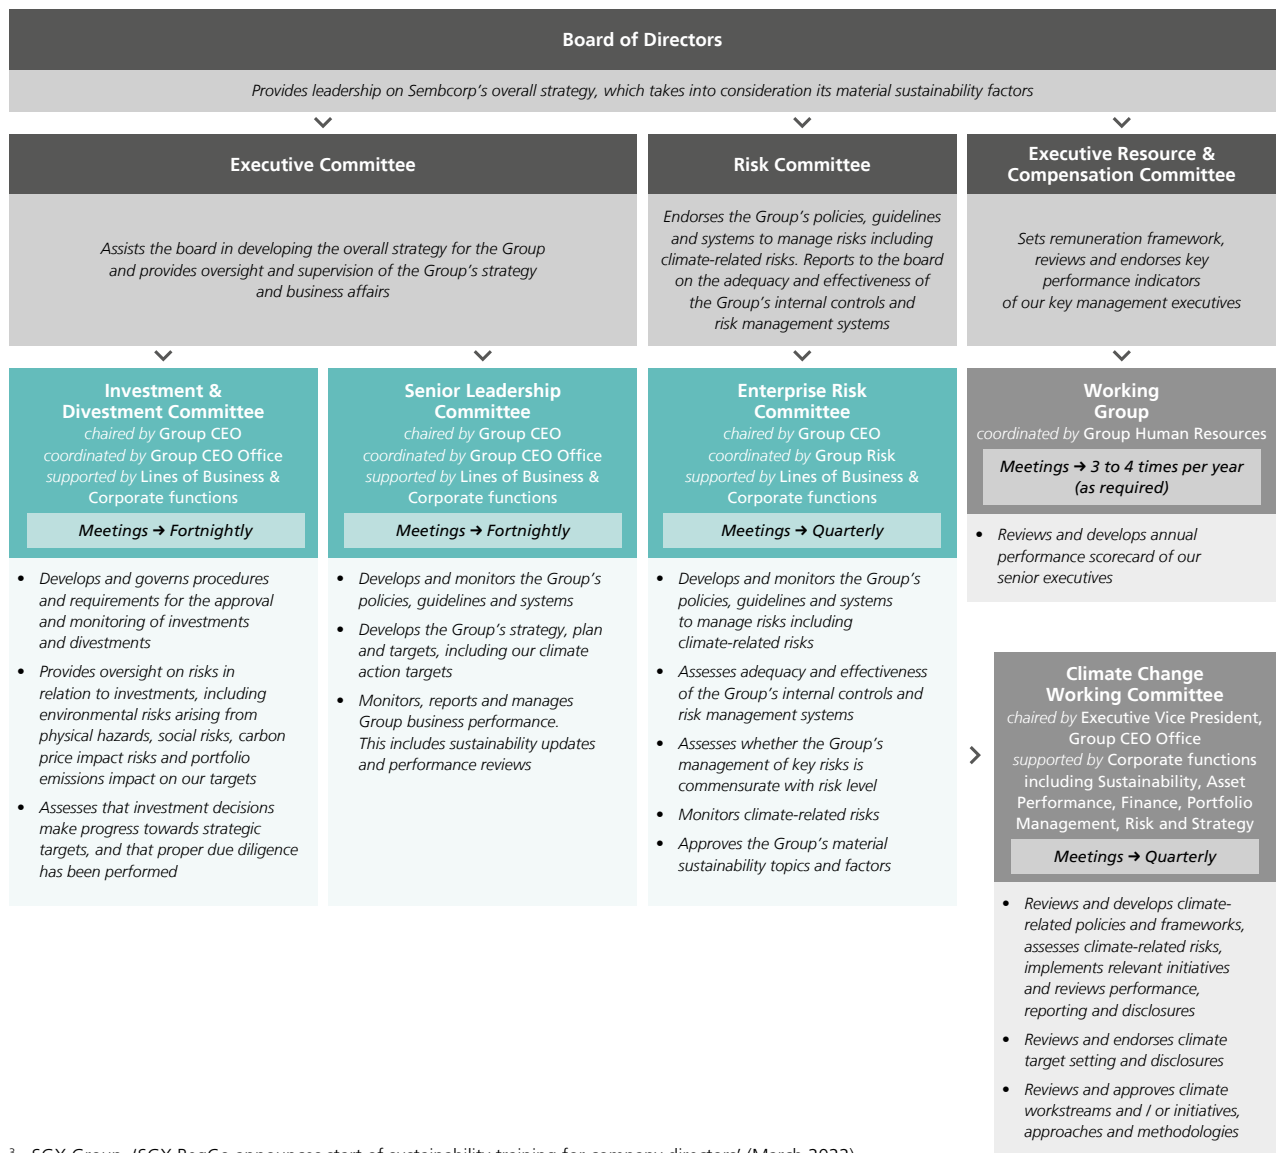 Board of Directors
Provides leadership on Sembcorp's overall strategy, which takes into consideration its material sustainability factors
Executive Committee
Assists the board in developing the overall strategy for the Group
and provides oversight and supervision of the Group's strategy
and business affairs
Risk Committee
Endorses the Group's policies, guidelines
and systems to manage risks including
climate-related risks. Reports to the board
on the adequacy and effectiveness of
the Group's internal controls and
risk management systems
Executive Resource &
Compensation Committee
Sets remuneration framework,
reviews and endorses key
performance indicators
of our key management executives
Investment &
Divestment Committee
chaired by Group CEO
coordinated by Group CEO Office
supported by Lines of Business &
Corporate functions
Meetings → Fortnightly
• Develops and governs procedures
and requirements for the approval
and monitoring of investments
and divestments
• Provides oversight on risks in
relation to investments, including
environmental risks arising from
physical hazards, social risks, carbon
price impact risks and portfolio
emissions impact on our targets
• Assesses that investment decisions
make progress towards strategic
targets, and that proper due diligence
has been performed
Senior Leadership
Committee
chaired by Group CEO
coordinated by Group CEO Office
supported by Lines of Business &
Corporate functions
Meetings → Fortnightly
• Develops and monitors the Group's
policies, guidelines and systems
• Develops the Group's strategy, plan
and targets, including our climate
action targets
• Monitors, reports and manages
Group business performance.
This includes sustainability updates
and performance reviews
Enterprise Risk
Committee
chaired by Group CEO
coordinated by Group Risk
supported by Lines of Business &
Corporate functions
Meetings → Quarterly
• Develops and monitors the Group's
policies, guidelines and systems
to manage risks including
climate-related risks
• Assesses adequacy and effectiveness
of the Group's internal controls and
risk management systems
• Assesses whether the Group's
management of key risks is
commensurate with risk level
• Monitors climate-related risks
• Approves the Group's material
sustainability topics and factors
Working
Group
coordinated by Group Human Resources
Meetings → 3 to 4 times per year
(as required)
• Reviews and develops annual
performance scorecard of our
senior executives
Climate Change
Working Committee
chaired by Executive Vice President,
Group CEO Office
supported by Corporate functions
including Sustainability, Asset
Performance, Finance, Portfolio
Management, Risk and Strategy
Meetings → Quarterly
• Reviews and develops climate-
related policies and frameworks,
assesses climate-related risks,
implements relevant initiatives
and reviews performance,
reporting and disclosures
• Reviews and endorses climate
target setting and disclosures
• Reviews and approves climate
workstreams and / or initiatives,
approaches and methodologies